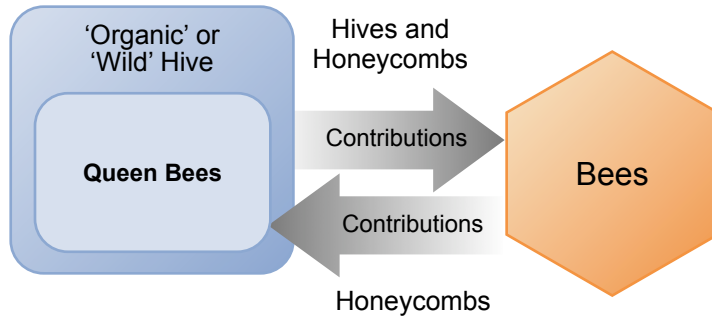 ‘Organic’ or
‘Wild’ Hive
Queen Bees
Hives and
Honeycombs
Contributions
Contributions
Honeycombs
Bees